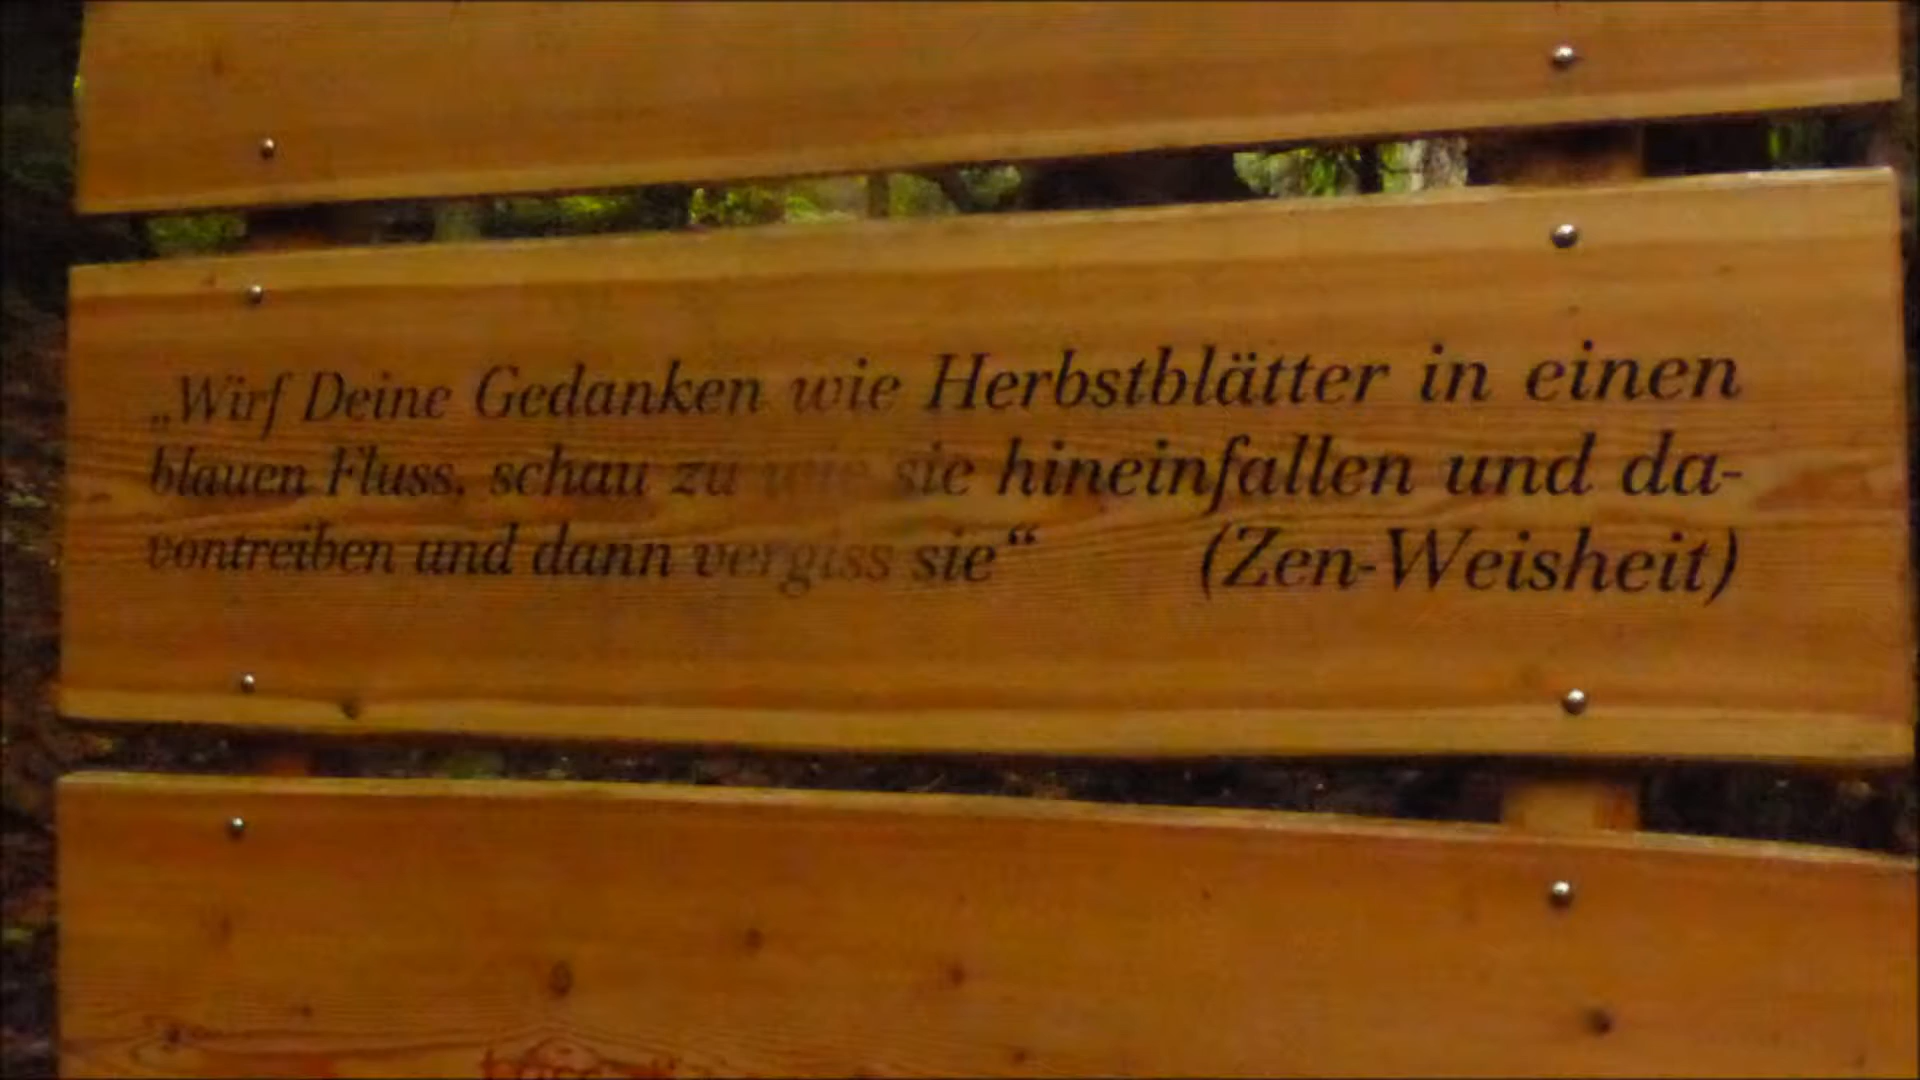 „Wirf Deine Gedanken wie Herbstblätter in einen
blauen Fluss, schau zu wie sie hineinfallen und da-
vontreiben und dann vergiss sie“ (Zen-Weisheit)